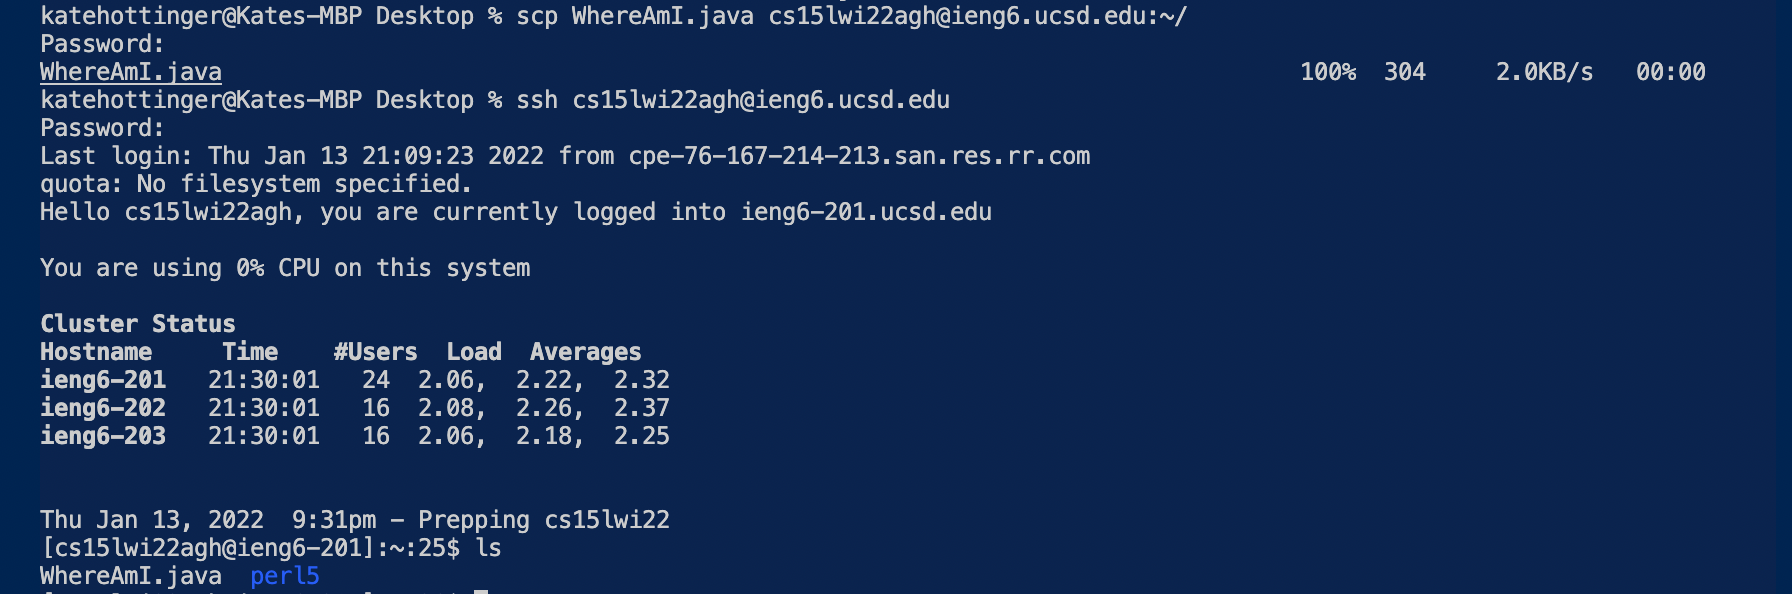 katehottinger@Kates-MBP Desktop % scp WhereAmI.java cs15lwi22agh@ieng6.ucsd.edu:~/
Password:
WhereAmI.java 100% 304 2.0KB/s 00:00
katehottinger@Kates-MBP Desktop % ssh cs15lwi22agh@ieng6.ucsd.edu
Password:
Last login: Thu Jan 13 21:09:23 2022 from cpe-76-167-214-213.san.res.rr.com
quota: No filesystem specified.
Hello cs15lwi22agh, you are currently logged into ieng6-201.ucsd.edu
You are using 0% CPU on this system
Cluster Status
Hostname Time #Users Load Averages
ieng6-201 21:30:01 24 2.06, 2.22, 2.32
ieng6-202 21:30:01 16 2.08, 2.26, 2.37
ieng6-203 21:30:01 16 2.06, 2.18, 2.25
Thu Jan 13, 2022 9:31pm - Prepping cs15lwi22
[cs15lwi22agh@ieng6-201]:~:25$ ls
WhereAmI.java perl5